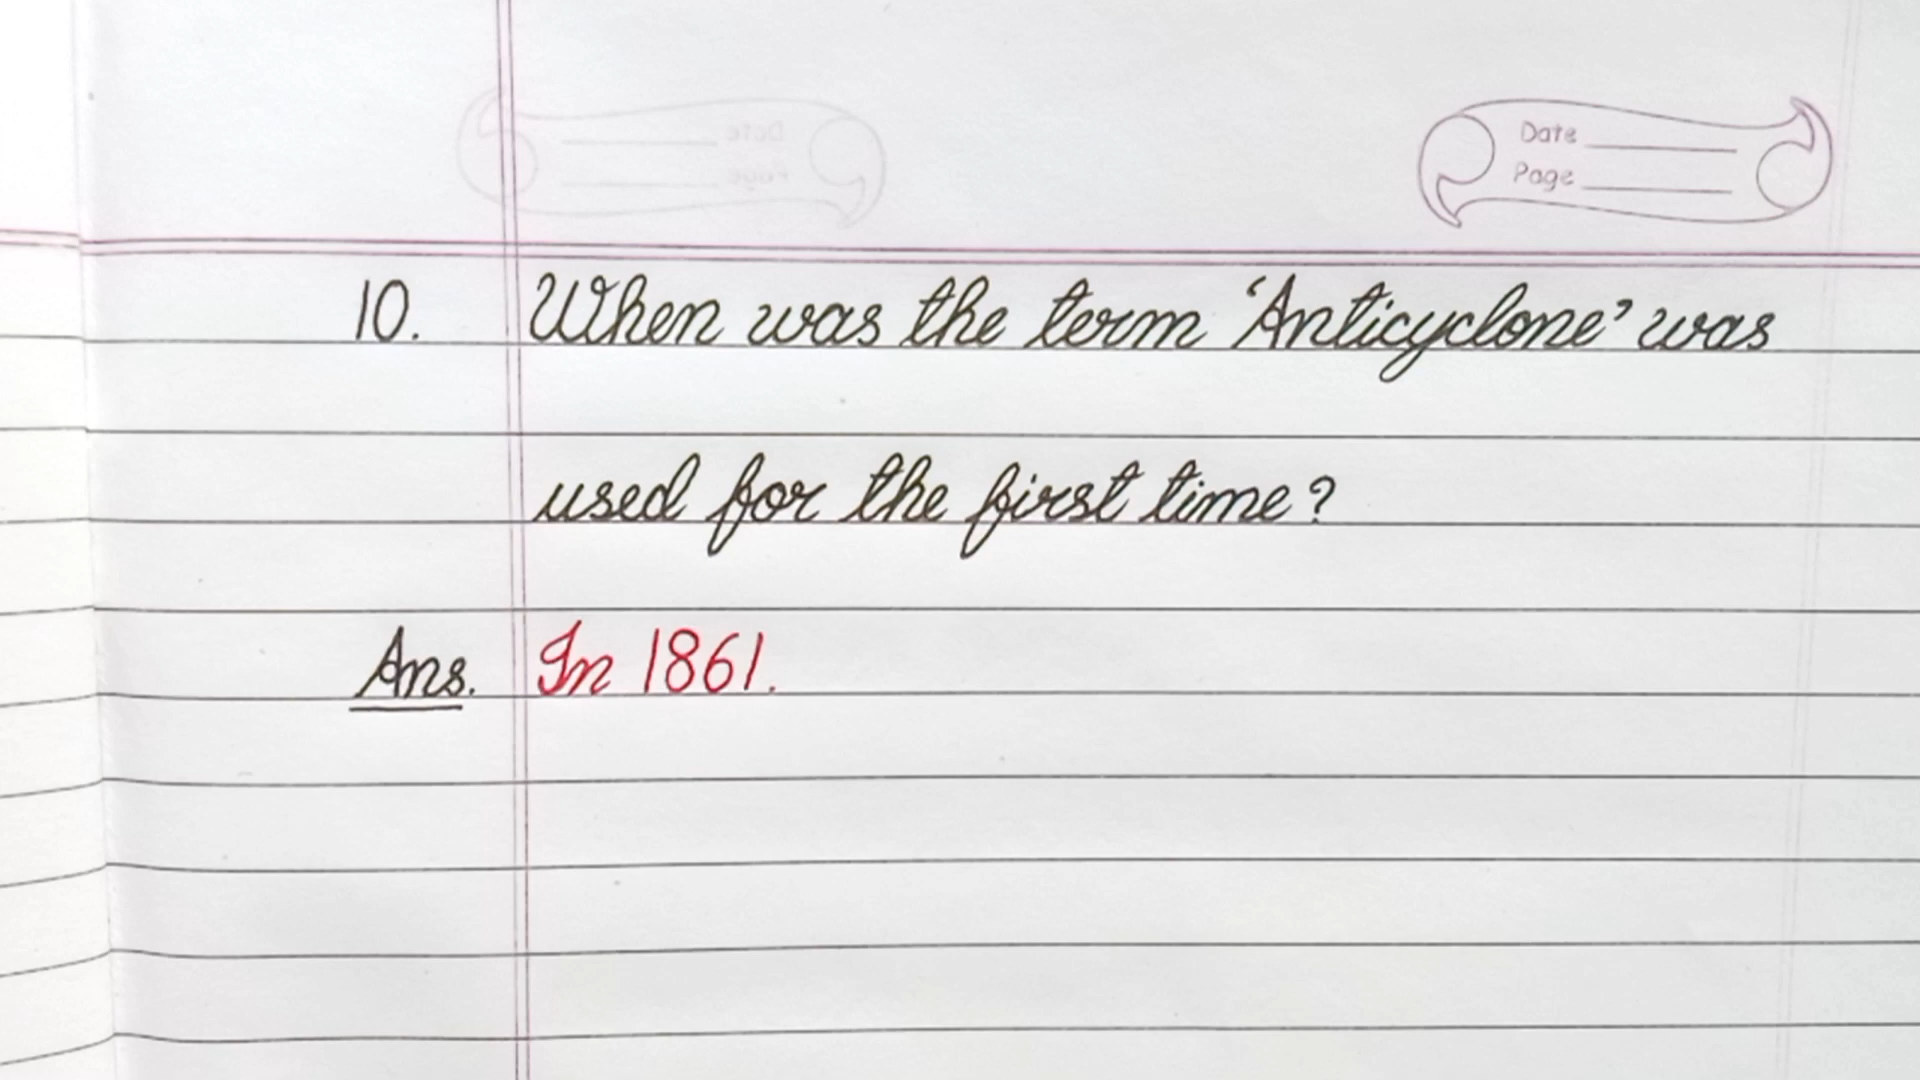 Date
Page
10. When was the term 'Anticyclone' was
used for the first time?
Ans. In 1861.